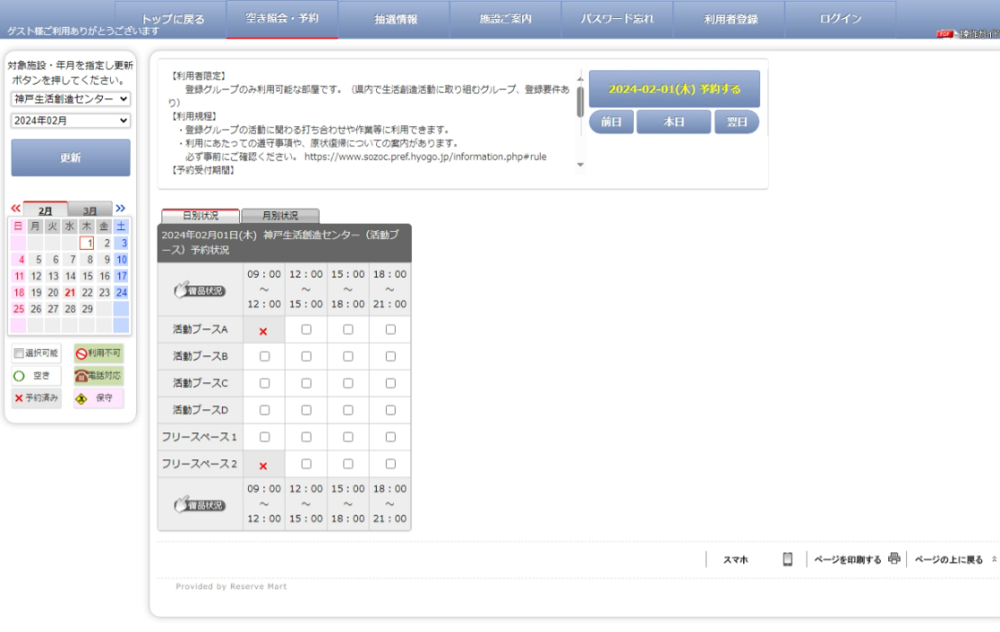 トップに戻る
空き照会・予約
抽選情報
施設ご案内
パスワード忘れ
利用者登録
ログイン
ゲスト様ご利用ありがとうございます
PDF 操作ガイド
対象施設・年月を指定し更新
ボタンを押してください。
神戸生活創造センター
2024年02月
更新
2月 3月
日 月 火 水 木 金 土
1 2 3
4 5 6 7 8 9 10
11 12 13 14 15 16 17
18 19 20 21 22 23 24
25 26 27 28 29
選択可能 利用不可
空き 電話対応
予約済み 保守
【利用者限定】
登録グループのみ利用可能な部屋です。（県内で生活創造活動に取り組むグループ、登録要件あ
り）
【利用規程】
・登録グループの活動に関わる打ち合わせや作業等に利用できます。
・利用にあたっての遵守事項や、原状復帰についての案内があります。
必ず事前にご確認ください。 https://www.sozoc.pref.hyogo.jp/information.php#rule
【予約受付期間】
2024-02-01(木) 予約する
前日 本日 翌日
日別状況 月別状況
2024年02月01日(木) 神戸生活創造センター（活動ブ
ース）予約状況
備品状況
09：00 12：00 15：00 18：00
～ ～ ～ ～
12：00 15：00 18：00 21：00
活動ブースA
活動ブースB
活動ブースC
活動ブースD
フリースペース１
フリースペース２
備品状況
09：00 12：00 15：00 18：00
～ ～ ～ ～
12：00 15：00 18：00 21：00
スマホ
ページを印刷する
ページの上に戻る
Provided by Reserve Mart